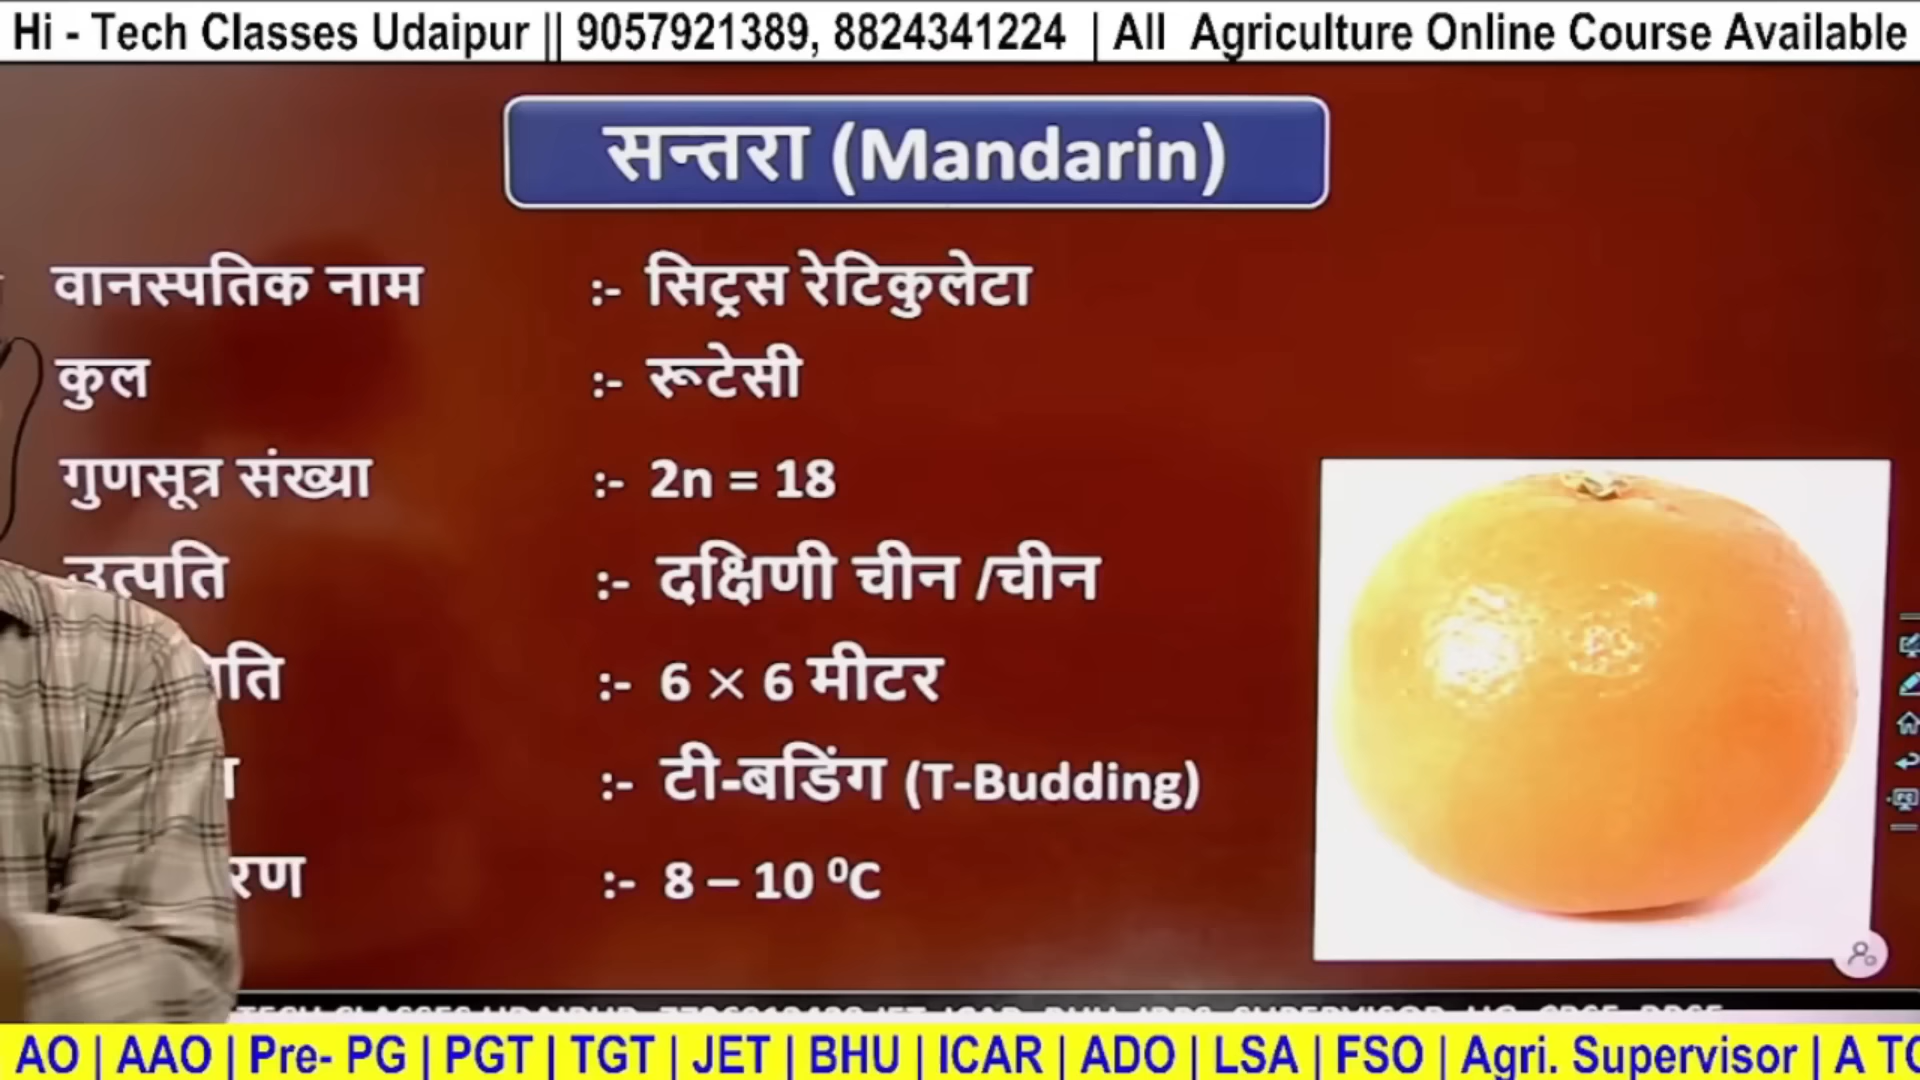 Hi - Tech Classes Udaipur || 9057921389, 8824341224 | All Agriculture Online Course Available
सन्तरा (Mandarin)
वानस्पतिक नाम :- सिट्रस रेटिकुलेटा
कुल :- रूटेसी
गुणसूत्र संख्या :- 2n = 18
उत्पति :- दक्षिणी चीन /चीन
:- 6 × 6 मीटर
:- टी-बडिंग (T-Budding)
:- 8 – 10 ⁰C
AO | AAO | Pre- PG | PGT | TGT | JET | BHU | ICAR | ADO | LSA | FSO | Agri. Supervisor | A TC